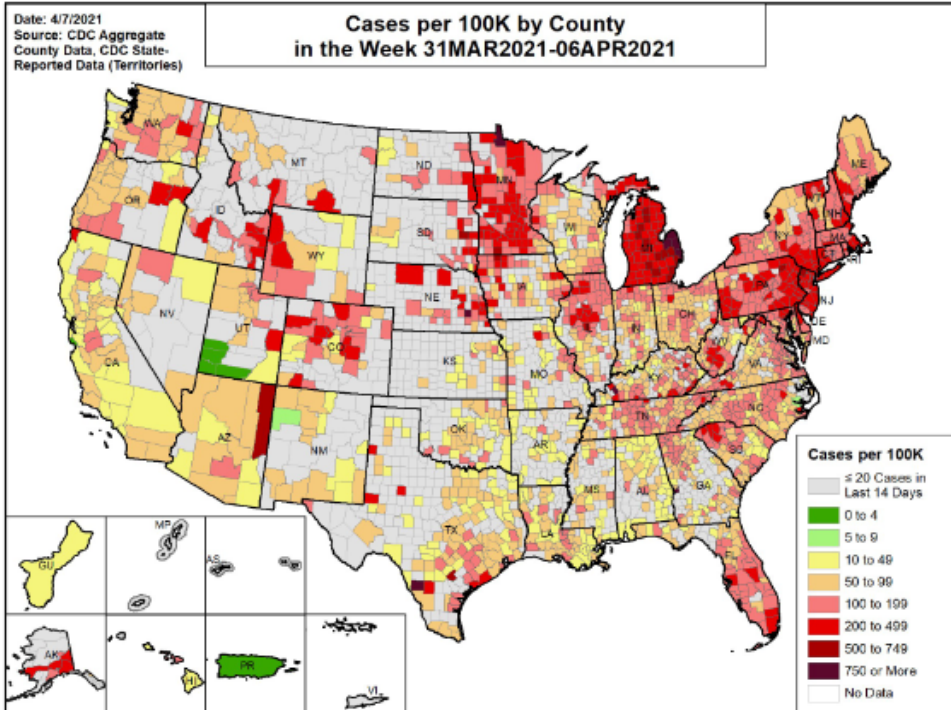 Date: 4/7/2021
Source: CDC Aggregate
County Data, CDC State-
Reported Data (Territories)
Cases per 100K by County
in the Week 31MAR2021-06APR2021
WA
MT
ND
MN
ME
OR
ID
SD
WI
MI
VT
NH
NY
MA
RI
WY
IA
PA
NJ
NE
NV
UT
CO
IL
IN
OH
DE
MD
WV
VA
CA
KS
MO
KY
AZ
NM
OK
AR
TN
NC
SC
MS
AL
GA
TX
LA
FL
GU
MP
AS
AK
HI
PR
VI
Cases per 100K
≤ 20 Cases in
Last 14 Days
0 to 4
5 to 9
10 to 49
50 to 99
100 to 199
200 to 499
500 to 749
750 or More
No Data